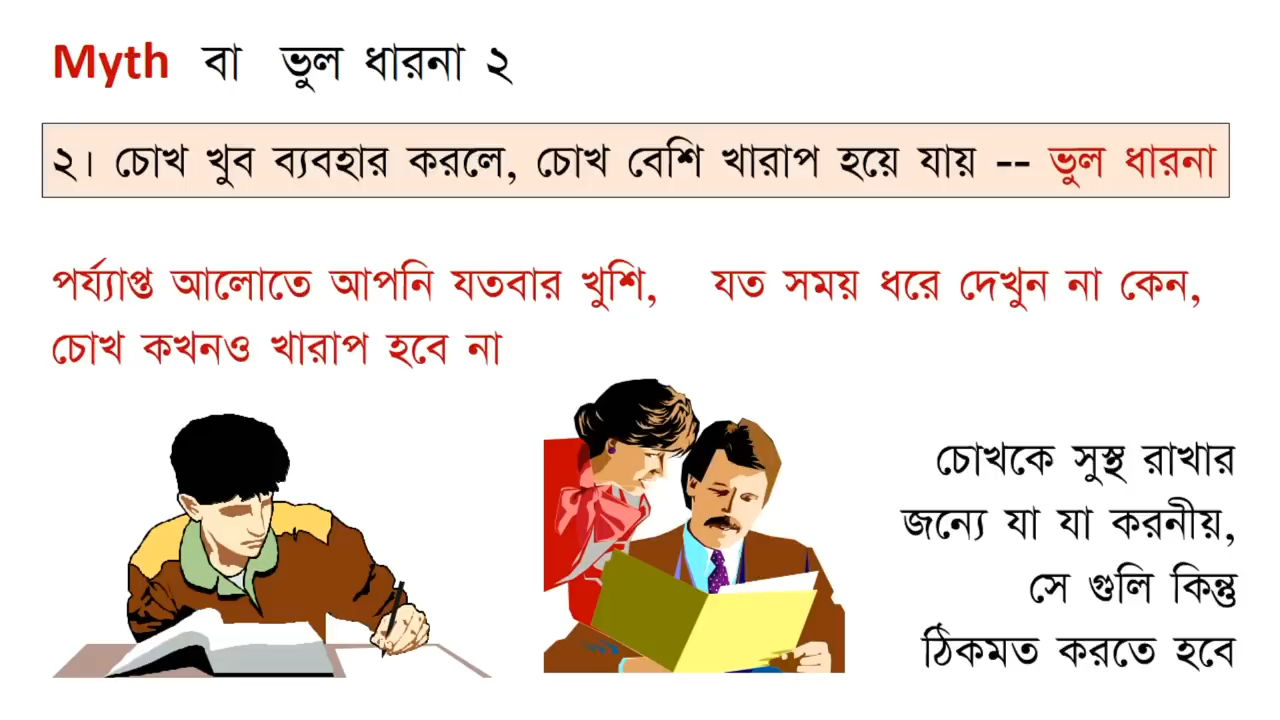 Myth বা ভুল ধারনা ২
২। চোখ খুব ব্যবহার করলে, চোখ বেশি খারাপ হয়ে যায় -- ভুল ধারনা
পর্য্যাপ্ত আলোতে আপনি যতবার খুশি, যত সময় ধরে দেখুন না কেন,
চোখ কখনও খারাপ হবে না
চোখকে সুস্থ রাখার
জন্যে যা যা করনীয়,
সে গুলি কিন্তু
ঠিকমত করতে হবে